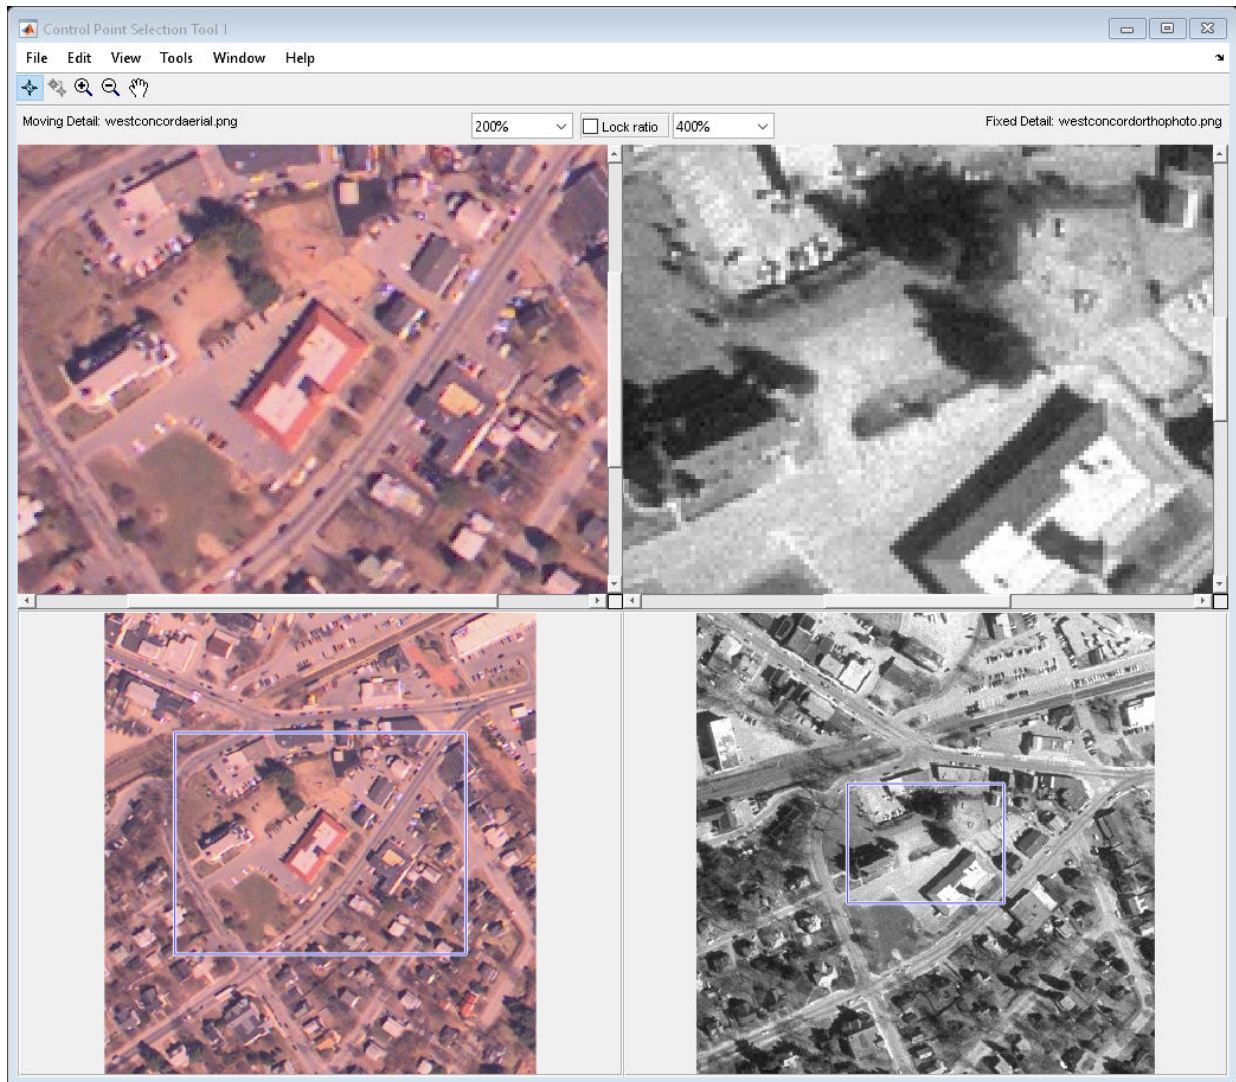 Control Point Selection Tool 1
File Edit View Tools Window Help
Moving Detail: westconcordaerial.png 200% Lock ratio 400% Fixed Detail: westconcordorthophoto.png